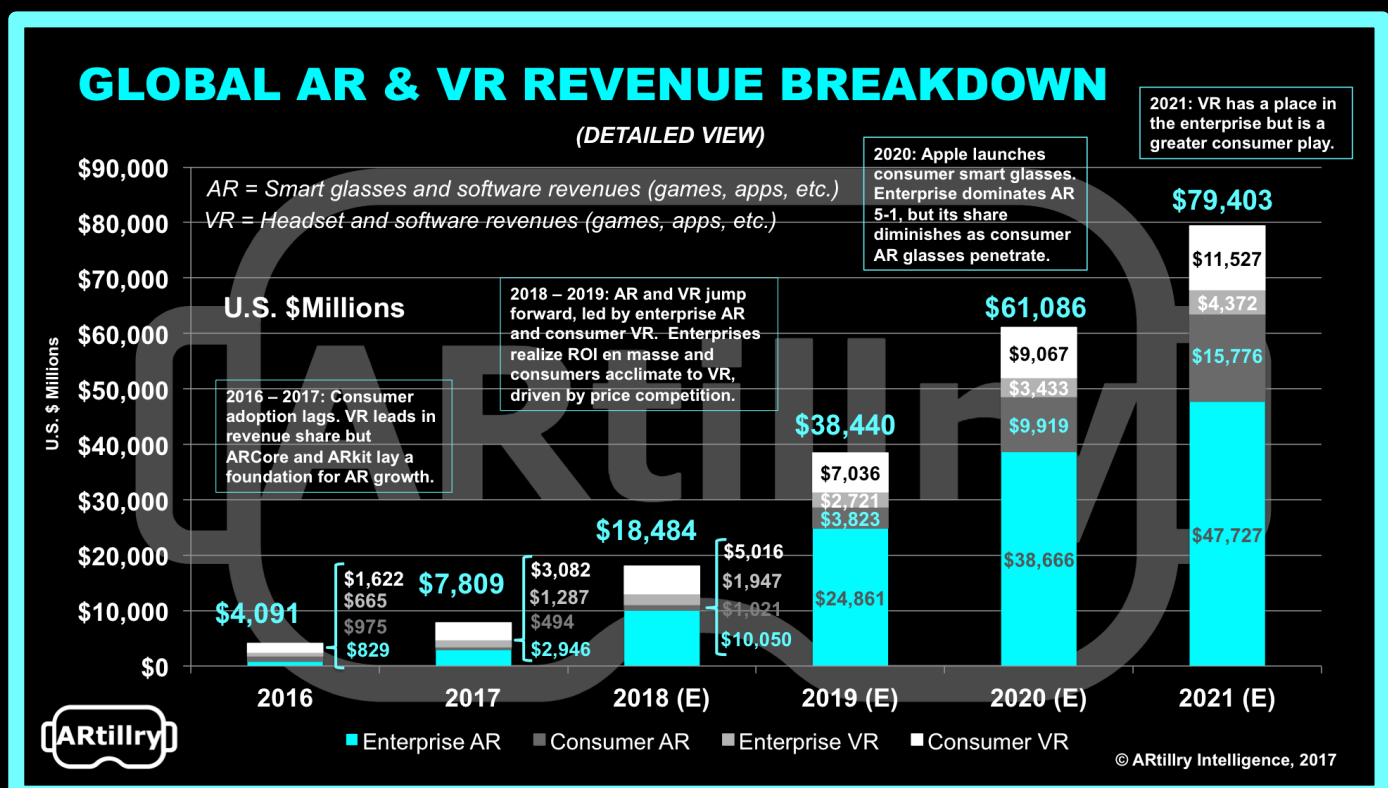 GLOBAL AR & VR REVENUE BREAKDOWN
(DETAILED VIEW)
2021: VR has a place in
the enterprise but is a
greater consumer play.
2020: Apple launches
consumer smart glasses.
Enterprise dominates AR
5-1, but its share
diminishes as consumer
AR glasses penetrate.
AR = Smart glasses and software revenues (games, apps, etc.)
VR = Headset and software revenues (games, apps, etc.)
U.S. $Millions
2018 – 2019: AR and VR jump
forward, led by enterprise AR
and consumer VR. Enterprises
realize ROI en masse and
consumers acclimate to VR,
driven by price competition.
2016 – 2017: Consumer
adoption lags. VR leads in
revenue share but
ARCore and ARkit lay a
foundation for AR growth.
U.S. $ Millions
$90,000
$80,000
$70,000
$60,000
$50,000
$40,000
$30,000
$20,000
$10,000
$0
ARtillry
$4,091
$1,622
$665
$975
$829
$7,809
$3,082
$1,287
$494
$2,946
$18,484
$5,016
$1,947
$1,021
$10,050
$38,440
$7,036
$2,721
$3,823
$24,861
$61,086
$9,067
$3,433
$9,919
$38,666
$79,403
$11,527
$4,372
$15,776
$47,727
2016
2017
2018 (E)
2019 (E)
2020 (E)
2021 (E)
Enterprise AR
Consumer AR
Enterprise VR
Consumer VR
ARtillry
© ARtillry Intelligence, 2017